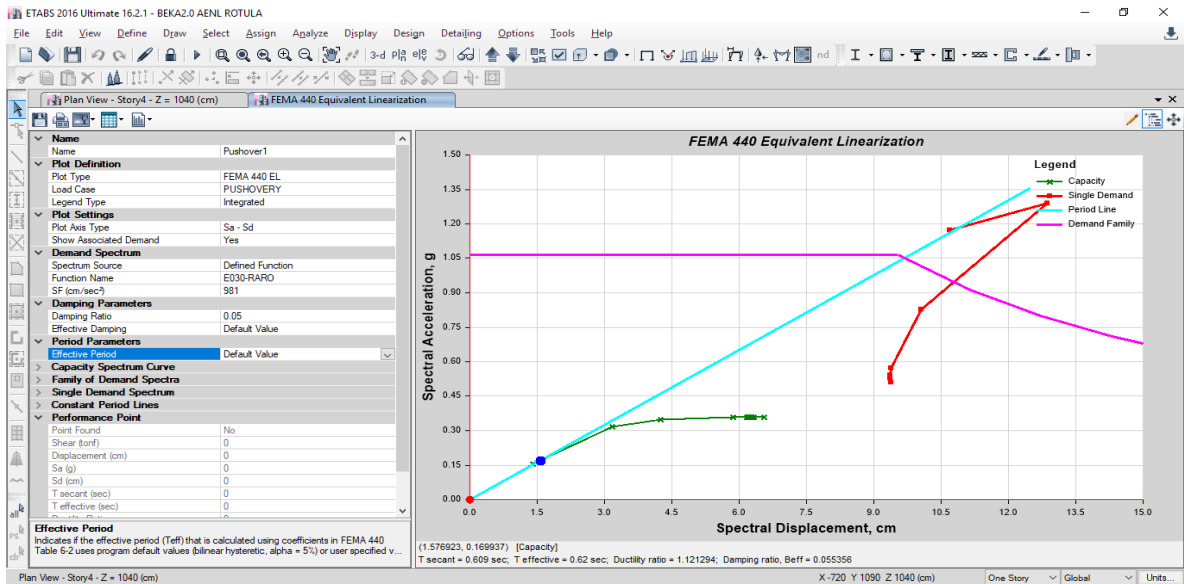 ETABS 2016 Ultimate 16.2.1 - BEKA2.0 AENL ROTULA
File Edit View Define Draw Select Assign Analyze Display Design Detailing Options Tools Help
3-d nd
Plan View - Story4 - Z = 1040 (cm) FEMA 440 Equivalent Linearization
Name
Name Pushover1
Plot Definition
Plot Type FEMA 440 EL
Load Case PUSHOVERY
Legend Type Integrated
Plot Settings
Plot Axis Type Sa - Sd
Show Associated Demand Yes
Demand Spectrum
Spectrum Source Defined Function
Function Name E030-RARO
SF (cm/sec²) 981
Damping Parameters
Damping Ratio 0.05
Effective Damping Default Value
Period Parameters
Effective Period Default Value
Capacity Spectrum Curve
Family of Demand Spectra
Single Demand Spectrum
Constant Period Lines
Performance Point
Point Found No
Shear (tonf) 0
Displacement (cm) 0
Sa (g) 0
Sd (cm) 0
T secant (sec) 0
T effective (sec) 0
Effective Period
Indicates if the effective period (Teff) that is calculated using coefficients in FEMA 440
Table 6-2 uses program default values (bilinear hysteretic, alpha = 5%) or user specified v...
all
FEMA 440 Equivalent Linearization
Legend
Capacity
Single Demand
Period Line
Demand Family
Spectral Acceleration, g
1.50
1.35
1.20
1.05
0.90
0.75
0.60
0.45
0.30
0.15
0.00
0.0 1.5 3.0 4.5 6.0 7.5 9.0 10.5 12.0 13.5 15.0
Spectral Displacement, cm
(1.576923, 0.169937) [Capacity]
T secant = 0.609 sec; T effective = 0.62 sec; Ductility ratio = 1.121294; Damping ratio, Beff = 0.055356
Plan View - Story4 - Z = 1040 (cm) X -720 Y 1090 Z 1040 (cm) One Story Global Units...